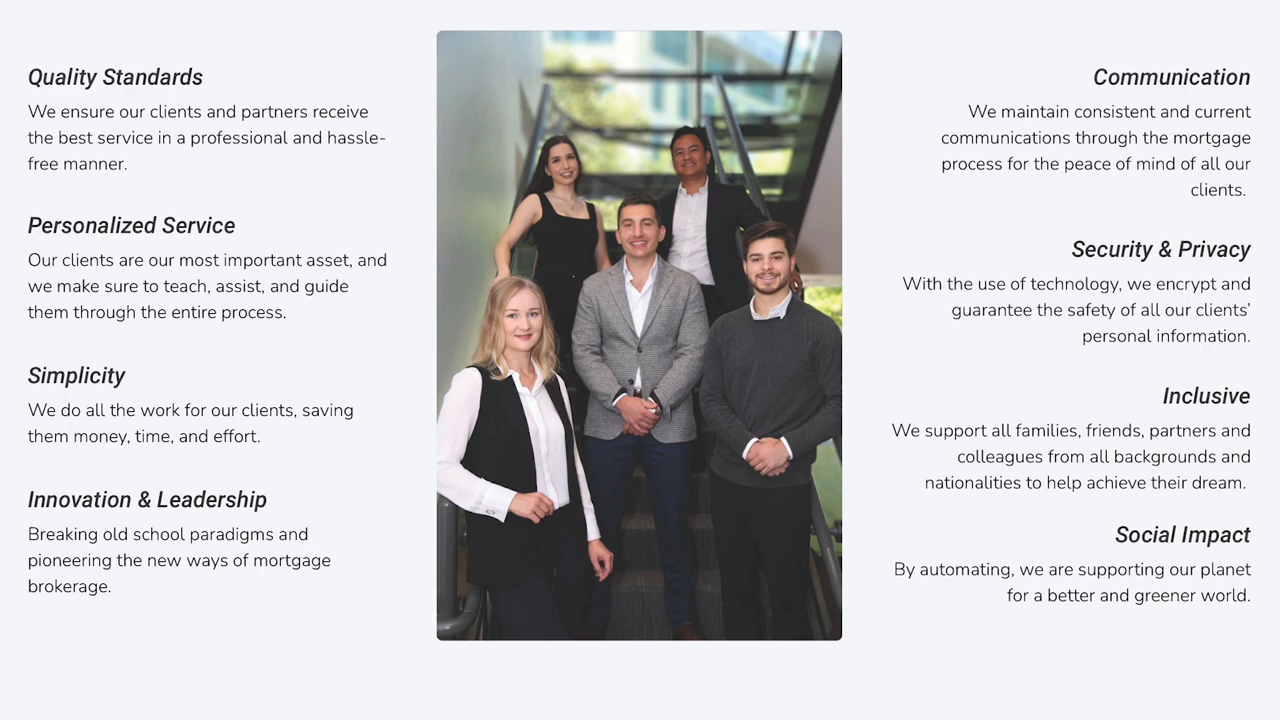 Quality Standards
We ensure our clients and partners receive
the best service in a professional and hassle-
free manner.
Personalized Service
Our clients are our most important asset, and
we make sure to teach, assist, and guide
them through the entire process.
Simplicity
We do all the work for our clients, saving
them money, time, and effort.
Innovation & Leadership
Breaking old school paradigms and
pioneering the new ways of mortgage
brokerage.
Communication
We maintain consistent and current
communications through the mortgage
process for the peace of mind of all our
clients.
Security & Privacy
With the use of technology, we encrypt and
guarantee the safety of all our clients’
personal information.
Inclusive
We support all families, friends, partners and
colleagues from all backgrounds and
nationalities to help achieve their dream.
Social Impact
By automating, we are supporting our planet
for a better and greener world.